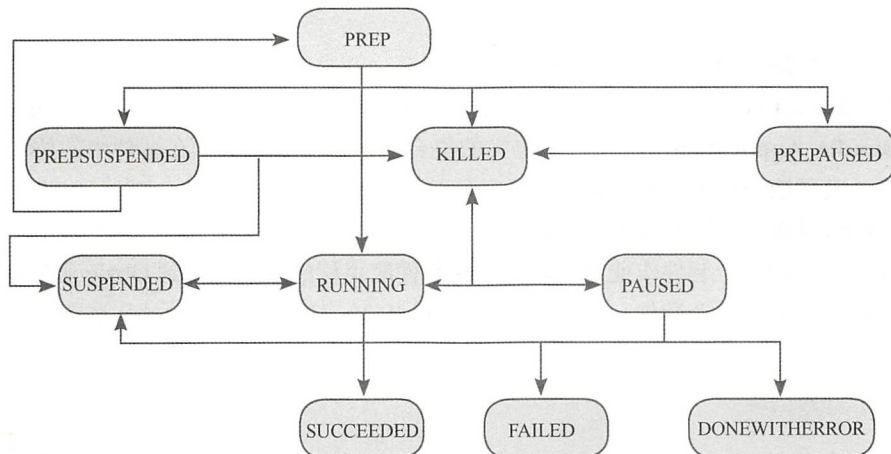 PREP
PREPSUSPENDED
KILLED
PREPAUSED
SUSPENDED
RUNNING
PAUSED
SUCCEEDED
FAILED
DONEWITHERROR